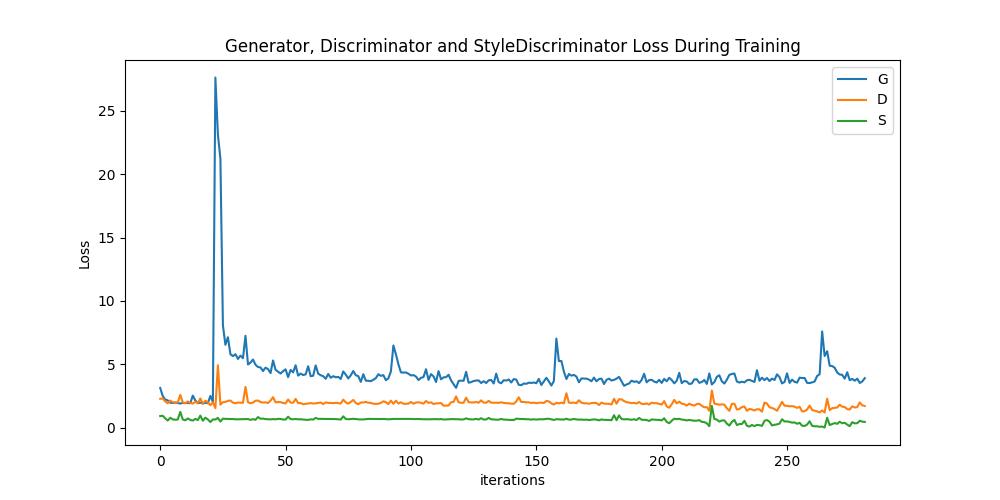 Generator, Discriminator and StyleDiscriminator Loss During Training
G
D
S
25
20
15
10
5
0
Loss
0 50 100 150 200 250
iterations